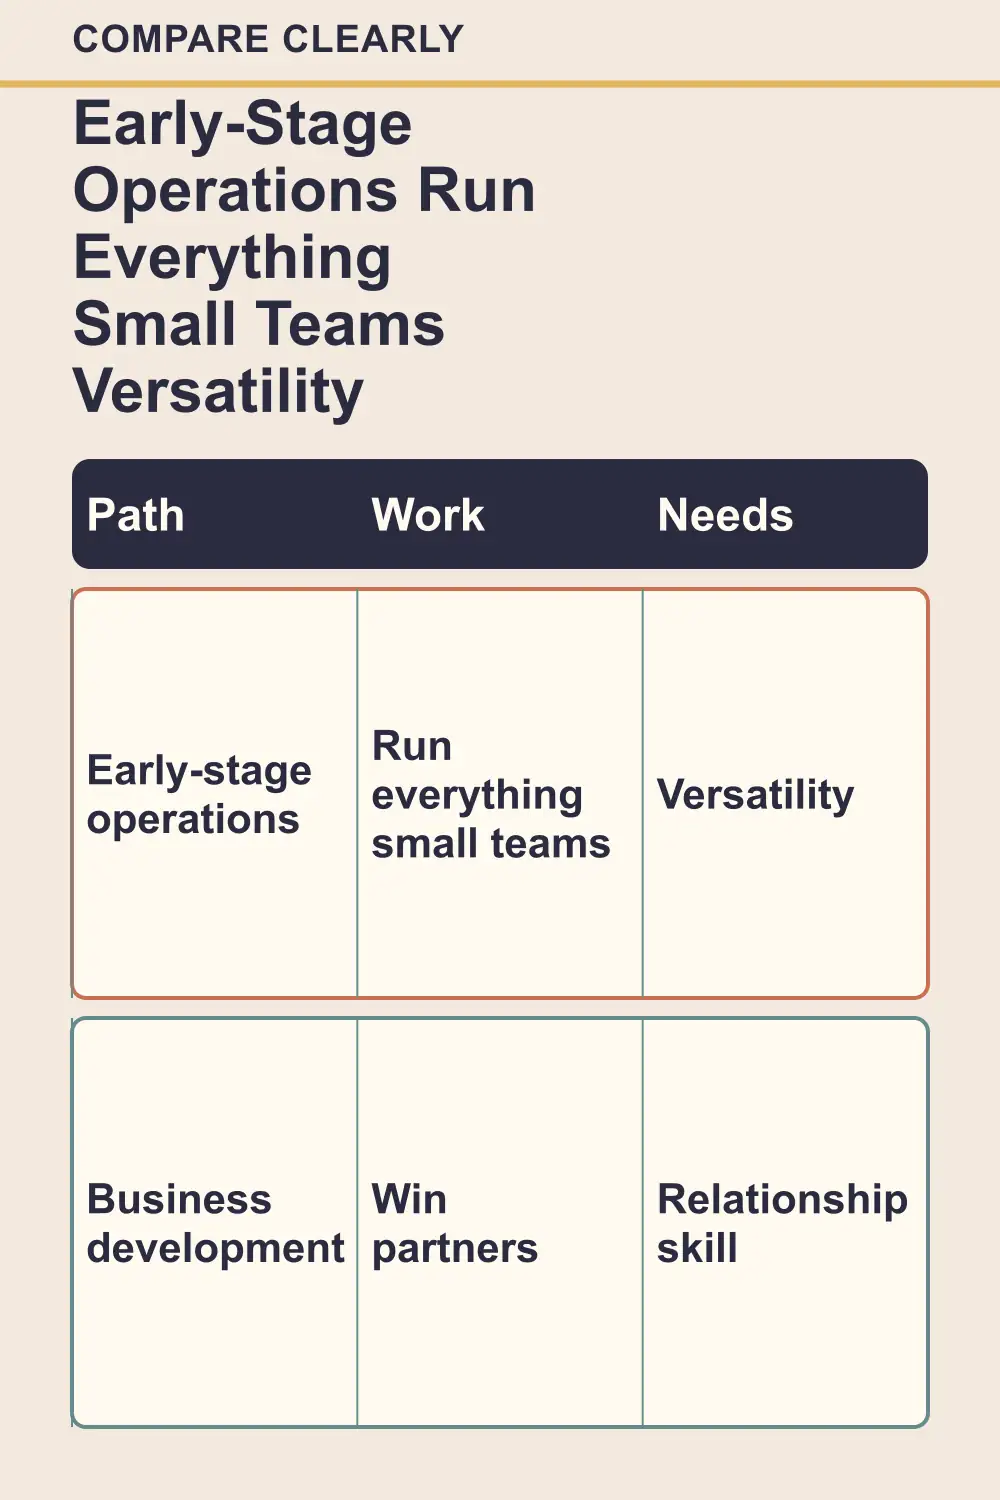 COMPARE CLEARLY
Early-Stage
Operations Run
Everything
Small Teams
Versatility
Path
Work
Needs
Early-stage
operations
Run
everything
small teams
Versatility
Business
development
Win
partners
Relationship
skill